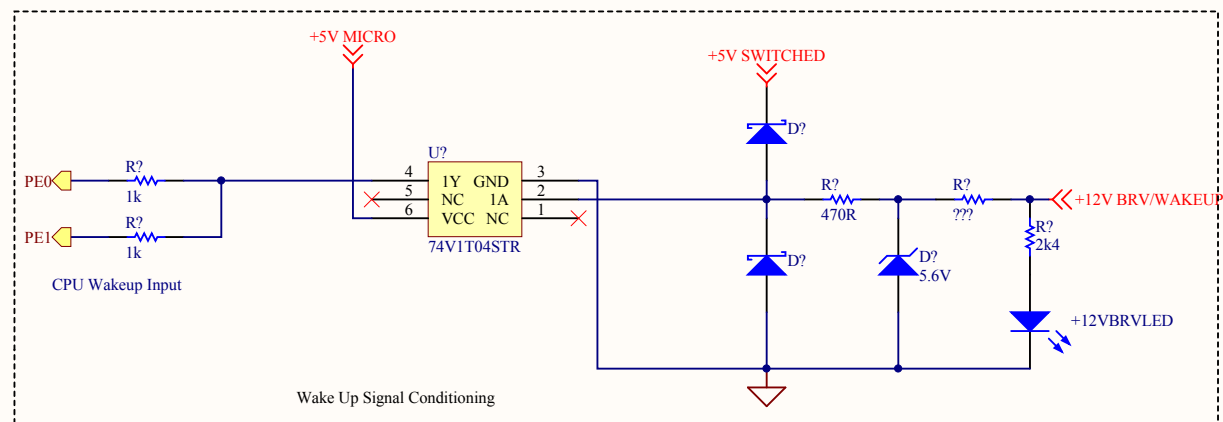 +5V MICRO
+5V SWITCHED
D?
U?
R?
4
1Y
GND
3
R?
R?
PE0
1k
5
NC
1A
2
470R
???
+12V BRV/WAKEUP
R?
6
VCC
NC
1
R?
2k4
PE1
1k
74V1T04STR
D?
D?
5.6V
CPU Wakeup Input
+12VBRVLED
Wake Up Signal Conditioning